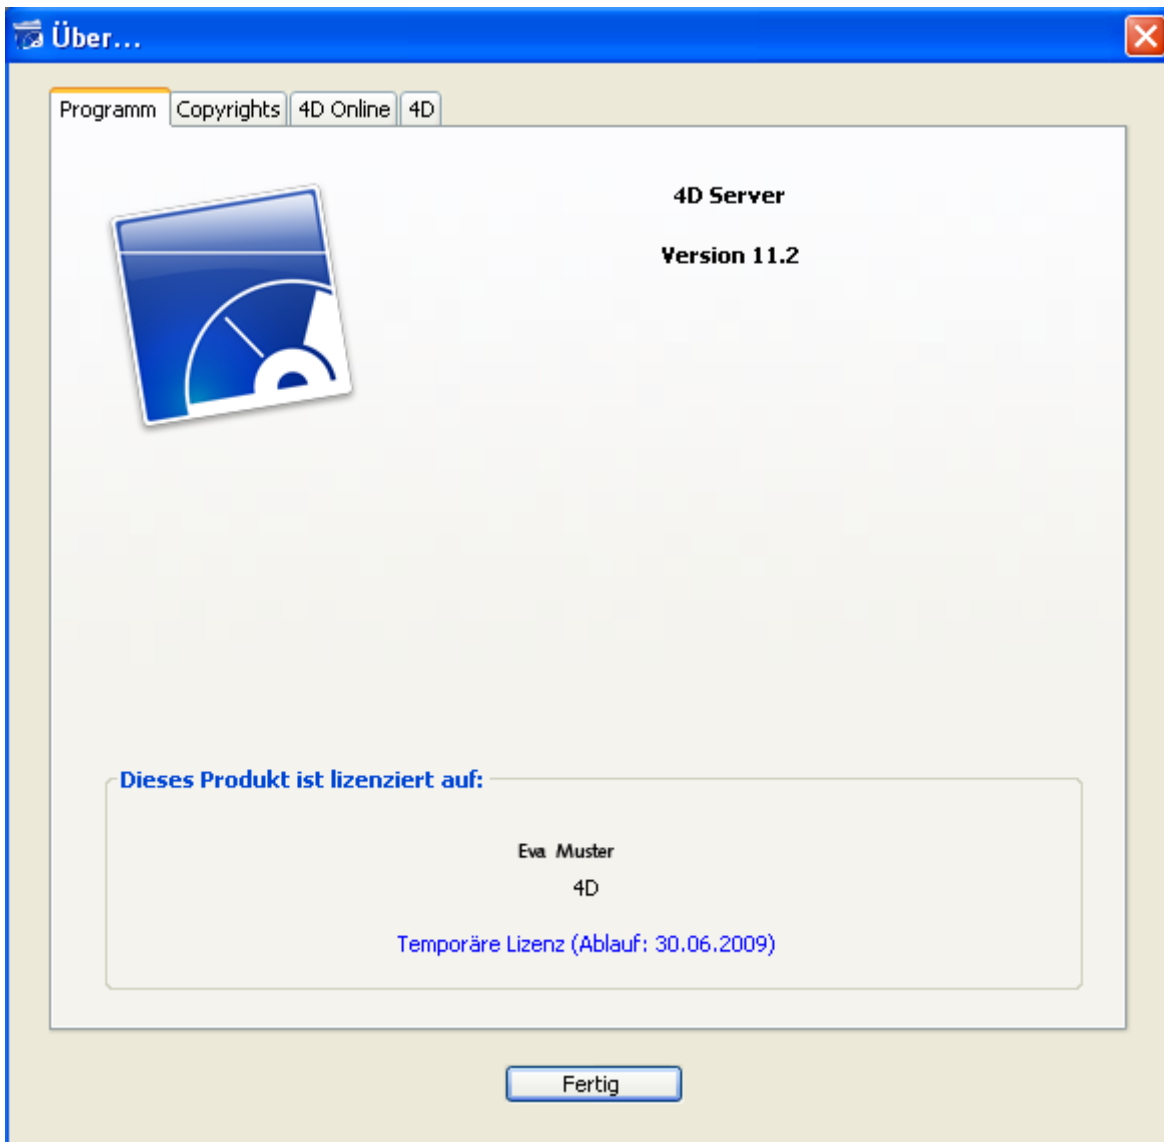 Über...
Programm Copyrights 4D Online 4D
4D Server
Version 11.2
Dieses Produkt ist lizenziert auf:
Eva Muster
4D
Temporäre Lizenz (Ablauf: 30.06.2009)
Fertig